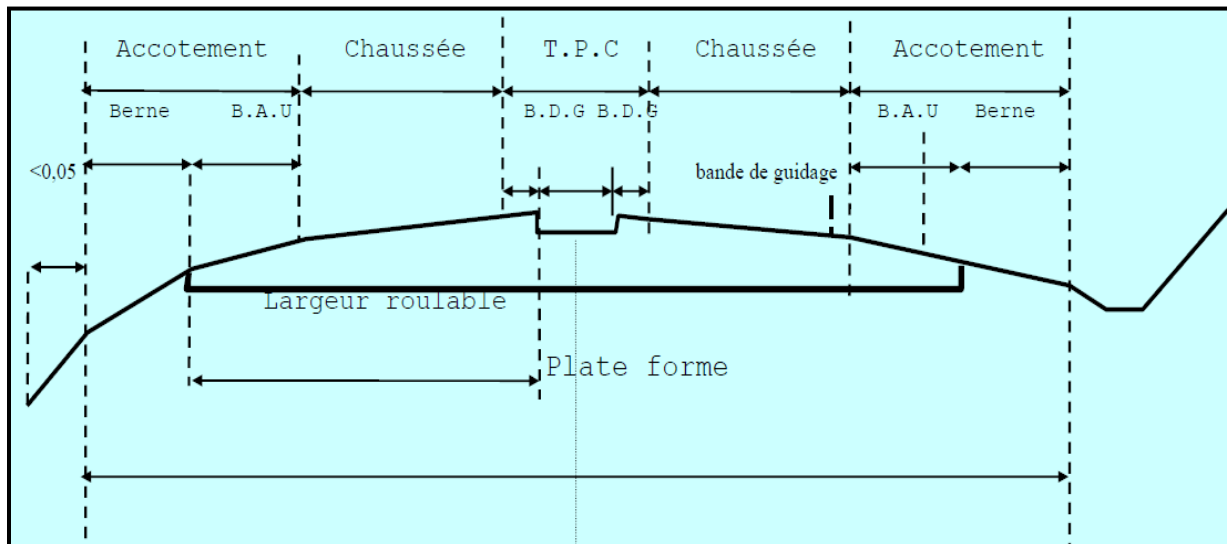 Accotement Chaussée T.P.C Chaussée Accotement
Berne B.A.U B.D.G B.D.G B.A.U Berne
<0,05 bande de guidage
Largeur roulable
Plate forme